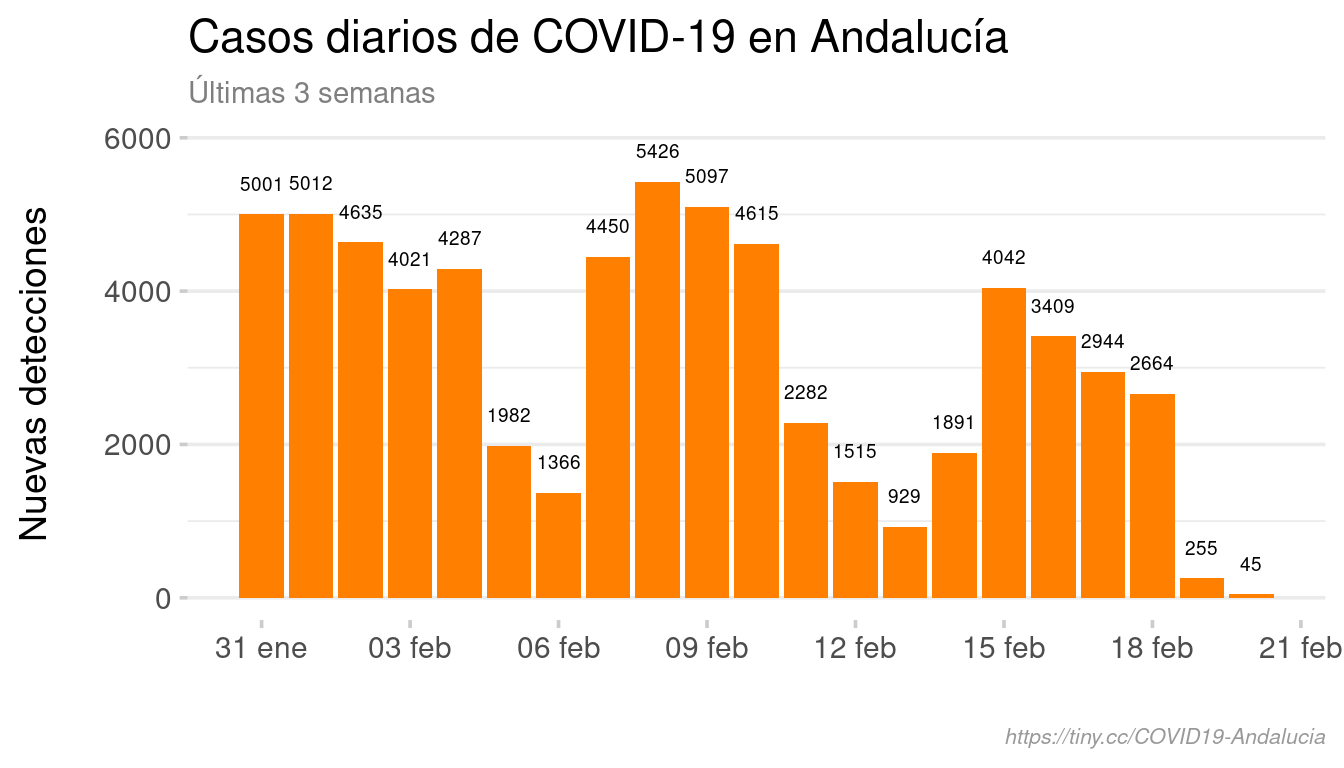 Casos diarios de COVID-19 en Andalucía
Últimas 3 semanas
Nuevas detecciones
6000
4000
2000
0
5001
5012
4635
4021
4287
1982
1366
4450
5426
5097
4615
2282
1515
929
1891
4042
3409
2944
2664
255
45
31 ene
03 feb
06 feb
09 feb
12 feb
15 feb
18 feb
21 feb
https://tiny.cc/COVID19-Andalucia